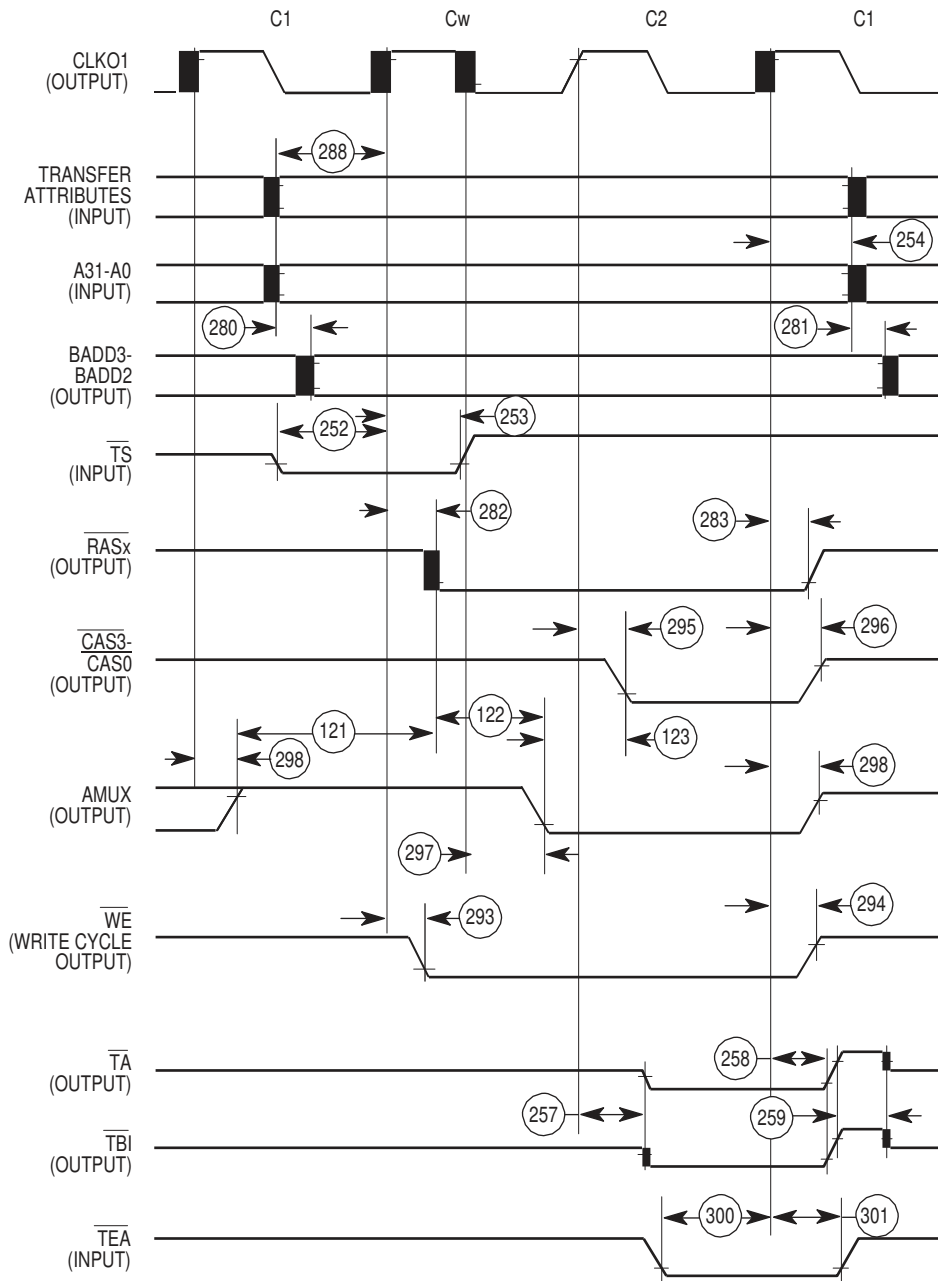 C1 Cw C2 C1
CLKO1
(OUTPUT)
288
TRANSFER
ATTRIBUTES
(INPUT)
254
A31-A0
(INPUT)
280 281
BADD3-
BADD2
(OUTPUT)
252 253
TS
(INPUT)
282 283
RASx
(OUTPUT)
295 296
CAS3-
CAS0
(OUTPUT)
121 122 123
298 298
AMUX
(OUTPUT)
297
293 294
WE
(WRITE CYCLE
OUTPUT)
258
TA
(OUTPUT)
257 259
TBI
(OUTPUT)
300 301
TEA
(INPUT)